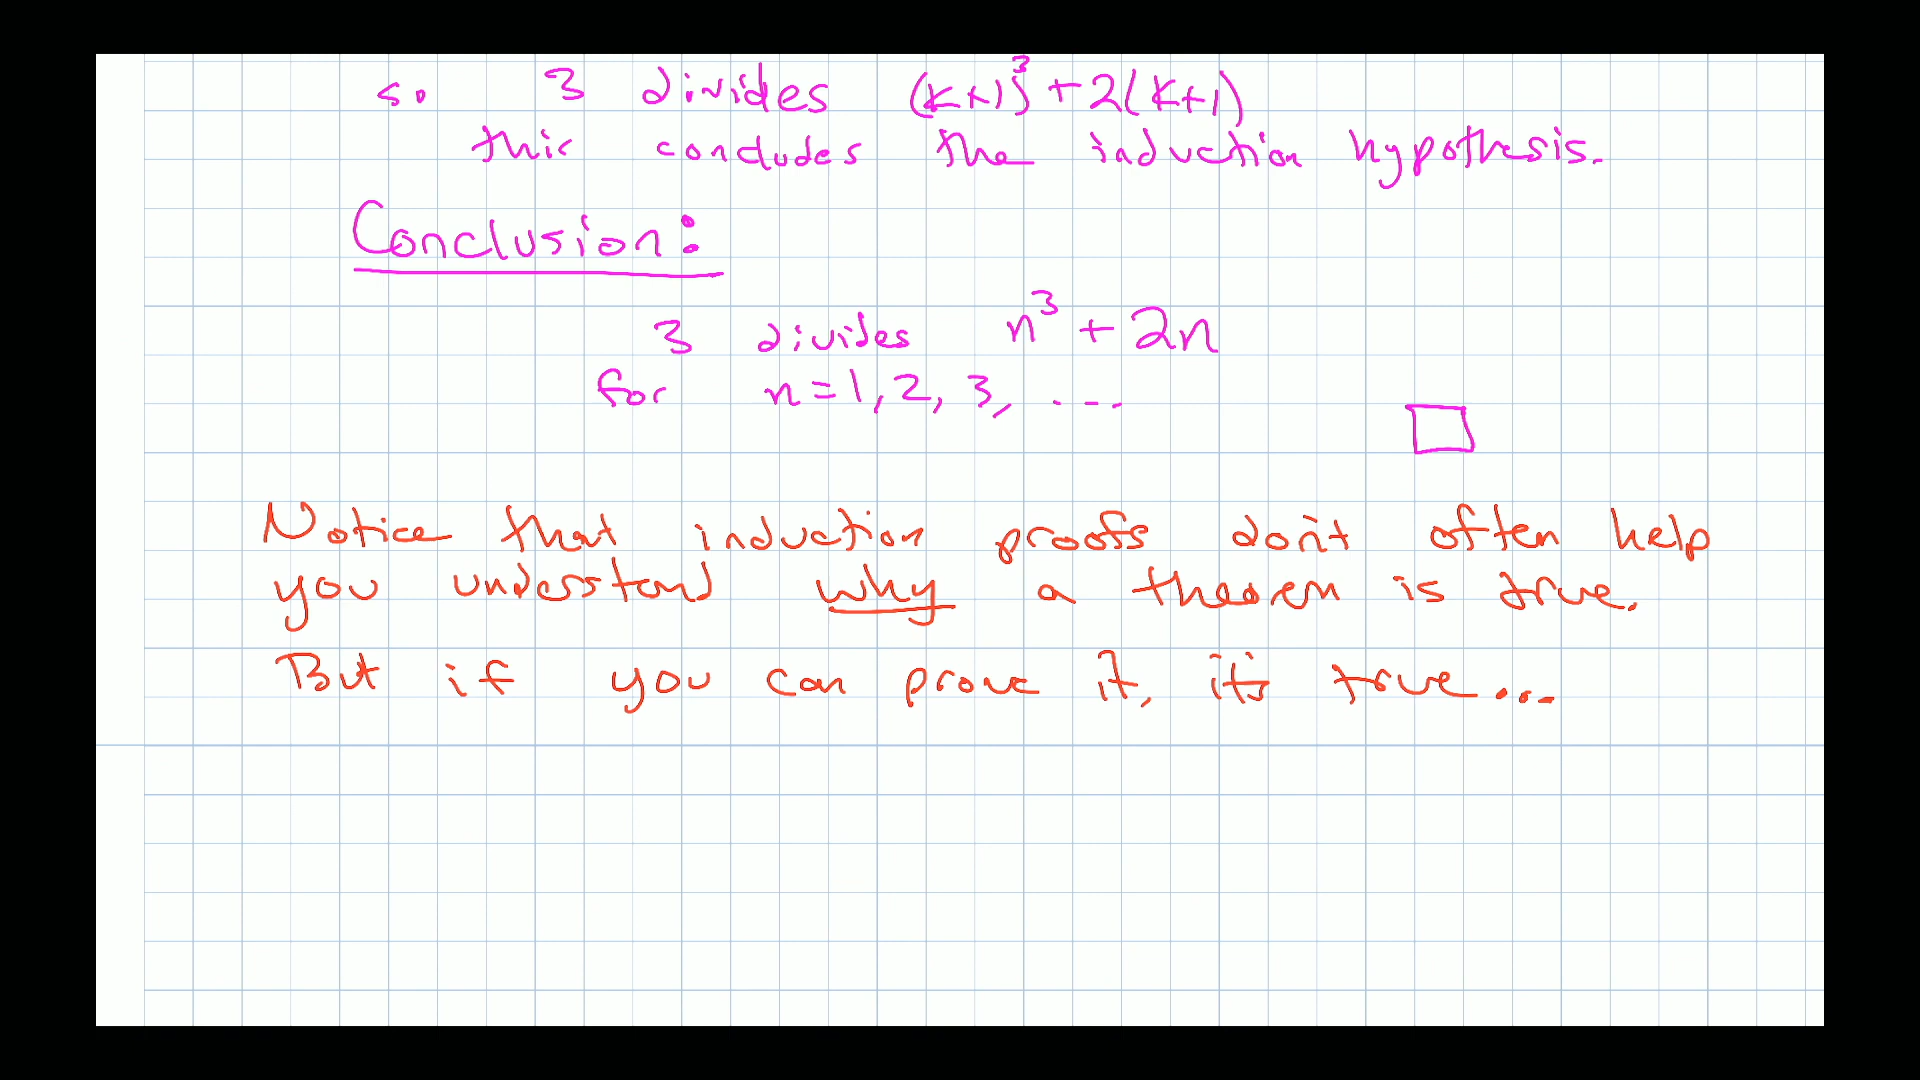 so 3 divides (k+1)³+2(k+1)
this concludes the induction hypothesis.
Conclusion:
3 divides n³ + 2n
for n=1, 2, 3, ...
Notice that induction proofs don't often help
you understand why a theorem is true.
But if you can prove it, it's true...